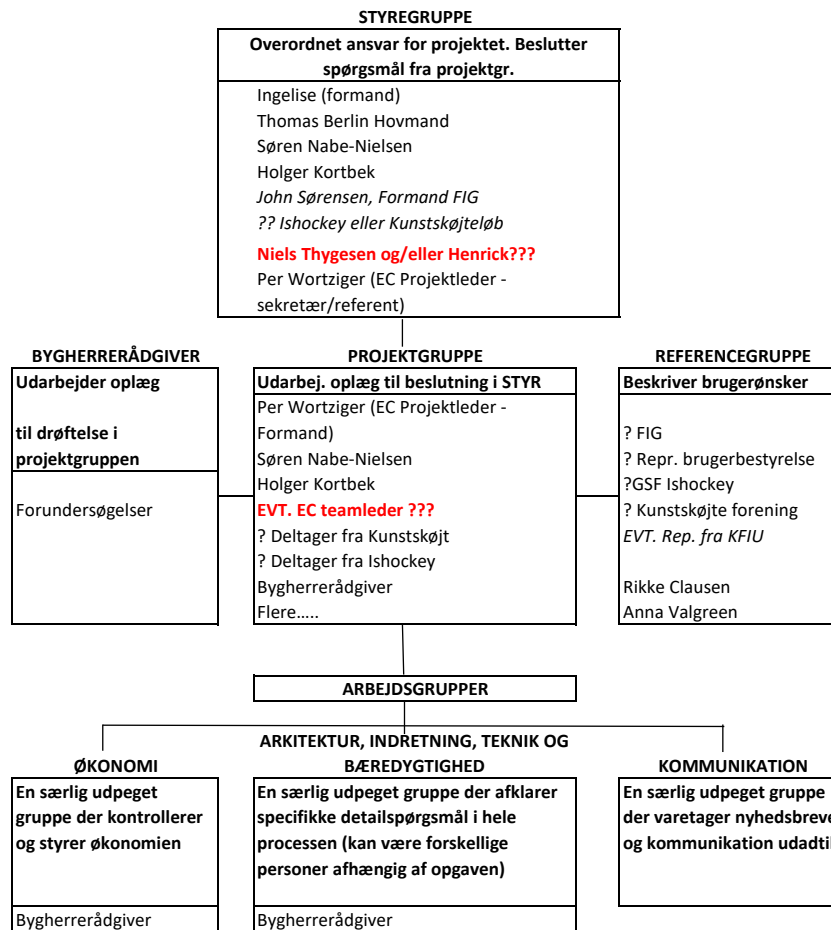 STYREGRUPPE
Overordnet ansvar for projektet. Beslutter
spørgsmål fra projektgr.
Ingelise (formand)
Thomas Berlin Hovmand
Søren Nabe-Nielsen
Holger Kortbek
John Sørensen, Formand FIG
?? Ishockey eller Kunstskøjteløb
Niels Thygesen og/eller Henrick???
Per Wortziger (EC Projektleder -
sekretær/referent)
BYGHERRERÅDGIVER
Udarbejder oplæg
til drøftelse i
projektgruppen
Forundersøgelser
PROJEKTGRUPPE
Udarbej. oplæg til beslutning i STYR
Per Wortziger (EC Projektleder -
Formand)
Søren Nabe-Nielsen
Holger Kortbek
EVT. EC teamleder ???
? Deltager fra Kunstskøjt
? Deltager fra Ishockey
Bygherrerådgiver
Flere…..
REFERENCEGRUPPE
Beskriver brugerønsker
? FIG
? Repr. brugerbestyrelse
?GSF Ishockey
? Kunstskøjte forening
EVT. Rep. fra KFIU
Rikke Clausen
Anna Valgreen
ARBEJDSGRUPPER
ØKONOMI
En særlig udpeget
gruppe der kontrollerer
og styrer økonomien
Bygherrerådgiver
ARKITEKTUR, INDRETNING, TEKNIK OG
BÆREDYGTIGHED
En særlig udpeget gruppe der afklarer
specifikke detailspørgsmål i hele
processen (kan være forskellige
personer afhængig af opgaven)
Bygherrerådgiver
KOMMUNIKATION
En særlig udpeget gruppe
der varetager nyhedsbreve
og kommunikation udadti